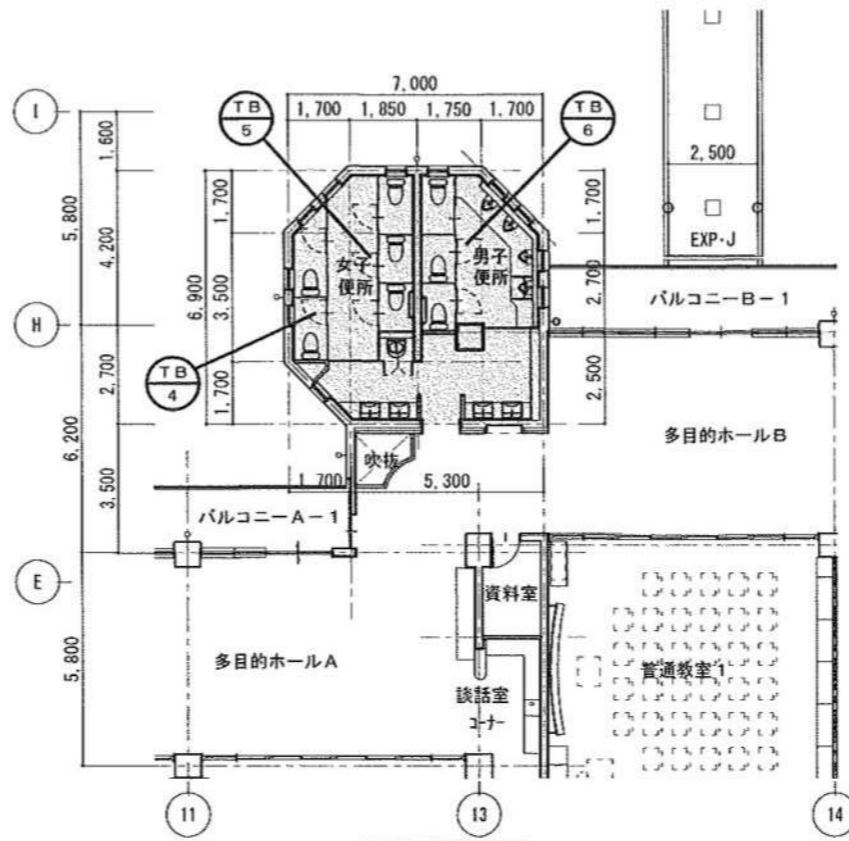 7,000
1,700
1,850
1,750
1,700
TB
5
TB
6
I
1,600
5,800
4,200
6,900
1,700
3,500
1,700
女子
便所
男子
便所
1,700
2,700
2,500
2,500
EXP・J
バルコニーB-1
H
TB
4
2,700
6,200
3,500
多目的ホールB
吹抜
1,700
5,300
バルコニーA-1
E
資料室
5,800
多目的ホールA
普通教室1
談話室
コーナー
11
13
14